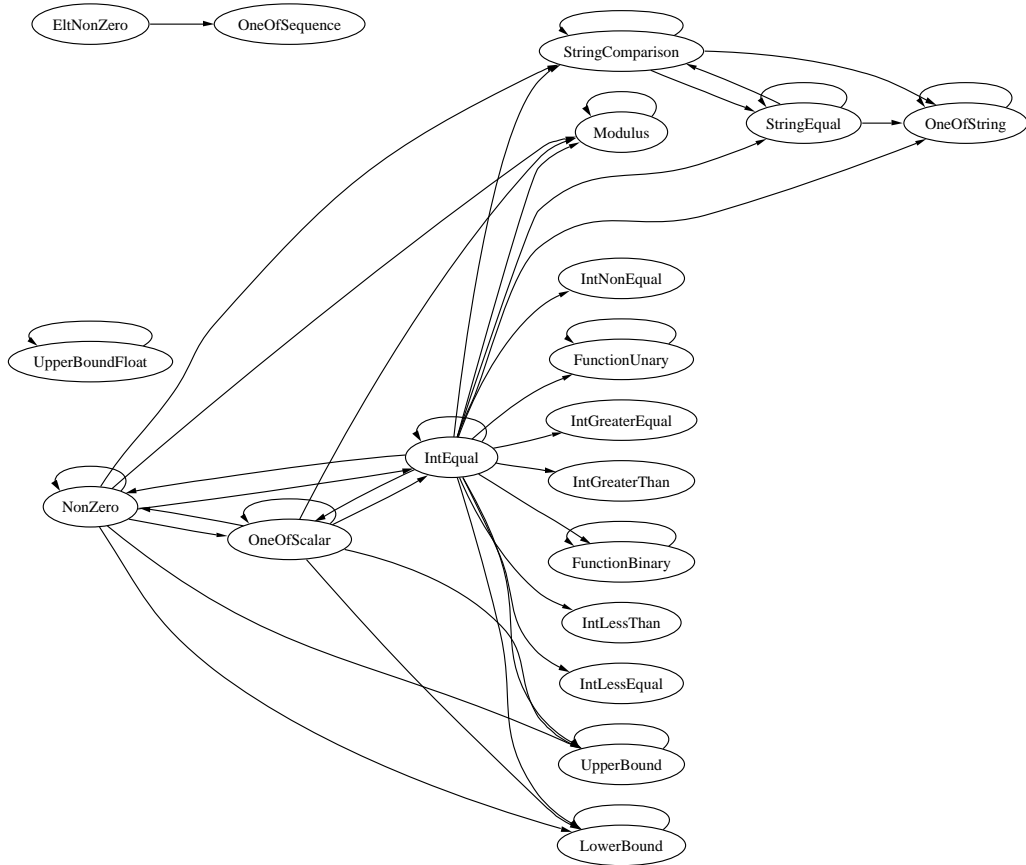 EltNonZero
OneOfSequence
StringComparison
StringEqual
OneOfString
Modulus
IntNonEqual
UpperBoundFloat
FunctionUnary
IntGreaterEqual
IntEqual
IntGreaterThan
NonZero
OneOfScalar
FunctionBinary
IntLessThan
IntLessEqual
UpperBound
LowerBound